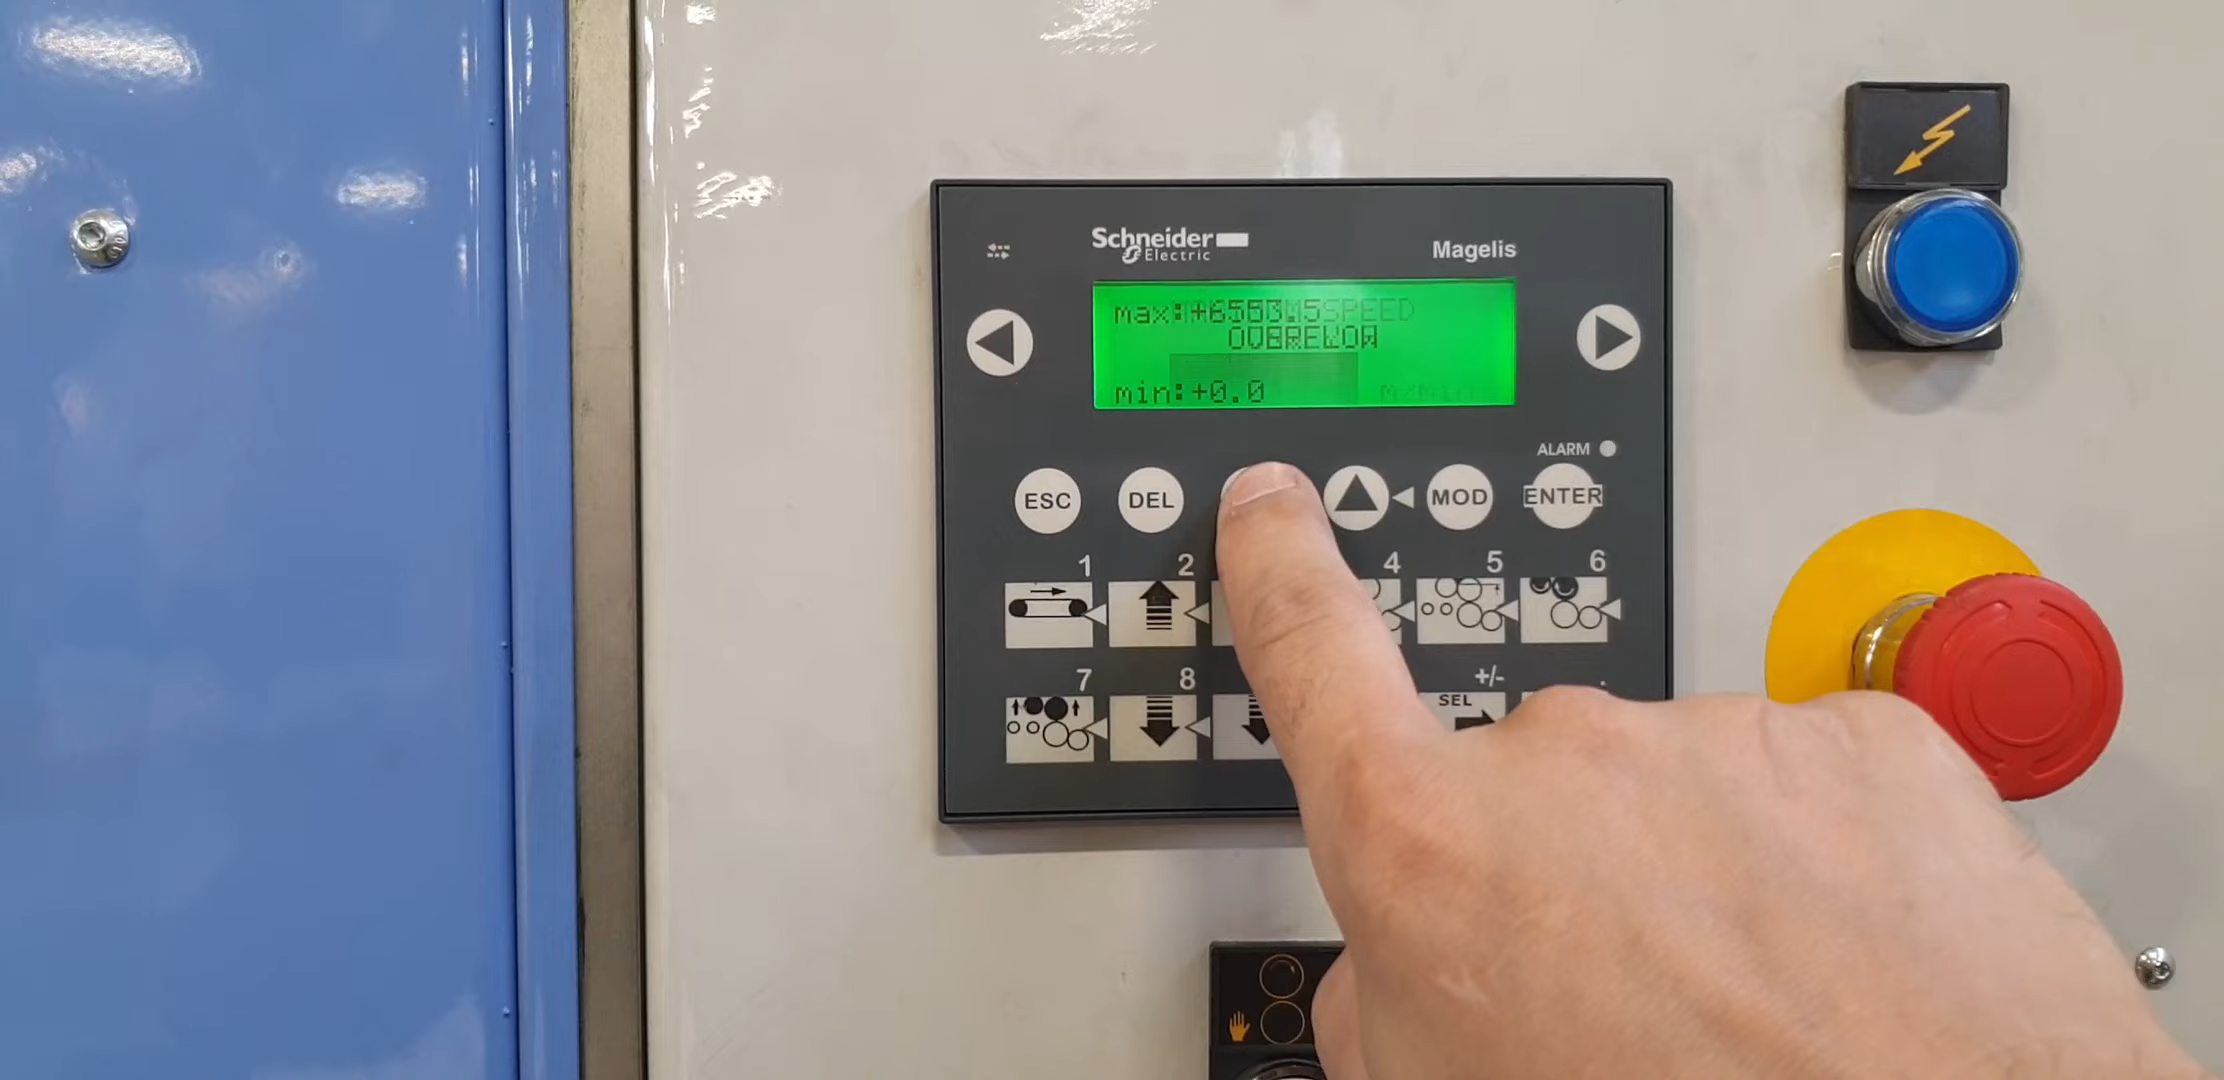 Schneider
Electric
Magelis
min:+0.0
ALARM
ESC
DEL
MOD
ENTER
1
2
4
5
6
7
8
+/-
SEL
.